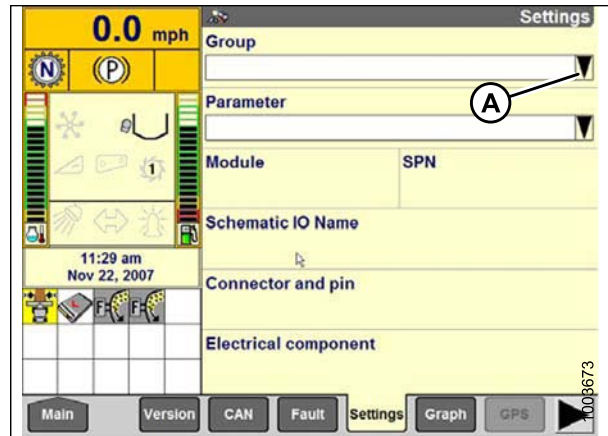 0.0 mph
N
(P)
1
11:29 am
Nov 22, 2007
F
F
Settings
Group
A
Parameter
Module
SPN
Schematic IO Name
Connector and pin
Electrical component
Main
Version
CAN
Fault
Settings
Graph
GPS
1003673